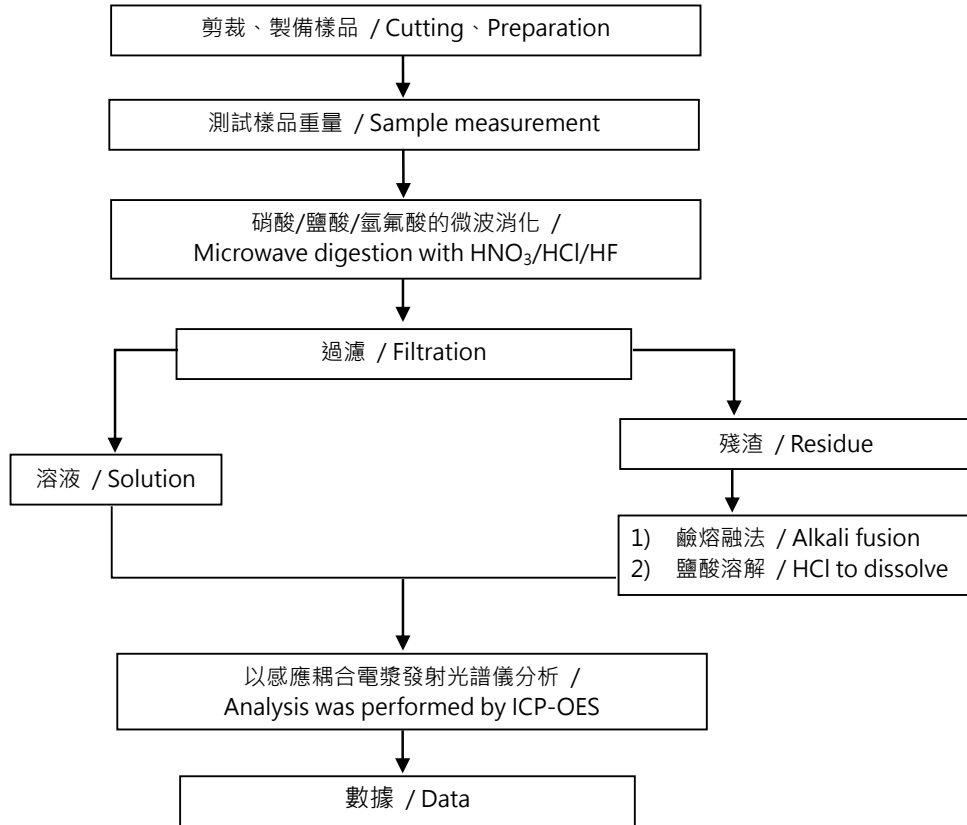 剪裁、製備樣品 / Cutting、Preparation
測試樣品重量 / Sample measurement
硝酸/鹽酸/氫氟酸的微波消化 /
Microwave digestion with HNO₃/HCl/HF
過濾 / Filtration
溶液 / Solution
殘渣 / Residue
1) 鹼熔融法 / Alkali fusion
2) 鹽酸溶解 / HCl to dissolve
以感應耦合電漿發射光譜儀分析 /
Analysis was performed by ICP-OES
數據 / Data